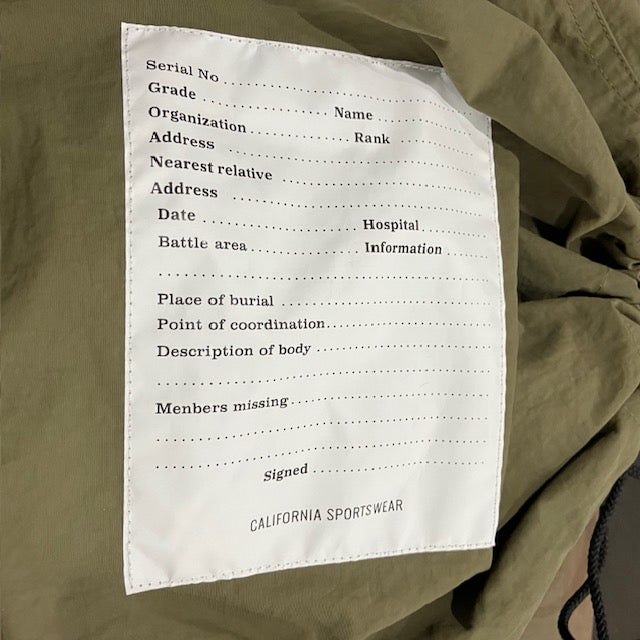 Serial No ..............................
Grade .................... Name ..............
Organization ................ Rank ............
Address ..............................
Nearest relative ..............................
Address ..............................
Date .................... Hospital ..........
Battle area .............. Information ......
........................................
Place of burial ..............................
Point of coordination ........................
Description of body ..........................
........................................
Menbers missing ..............................
........................................
........................................
Signed ..............................
CALIFORNIA SPORTSWEAR